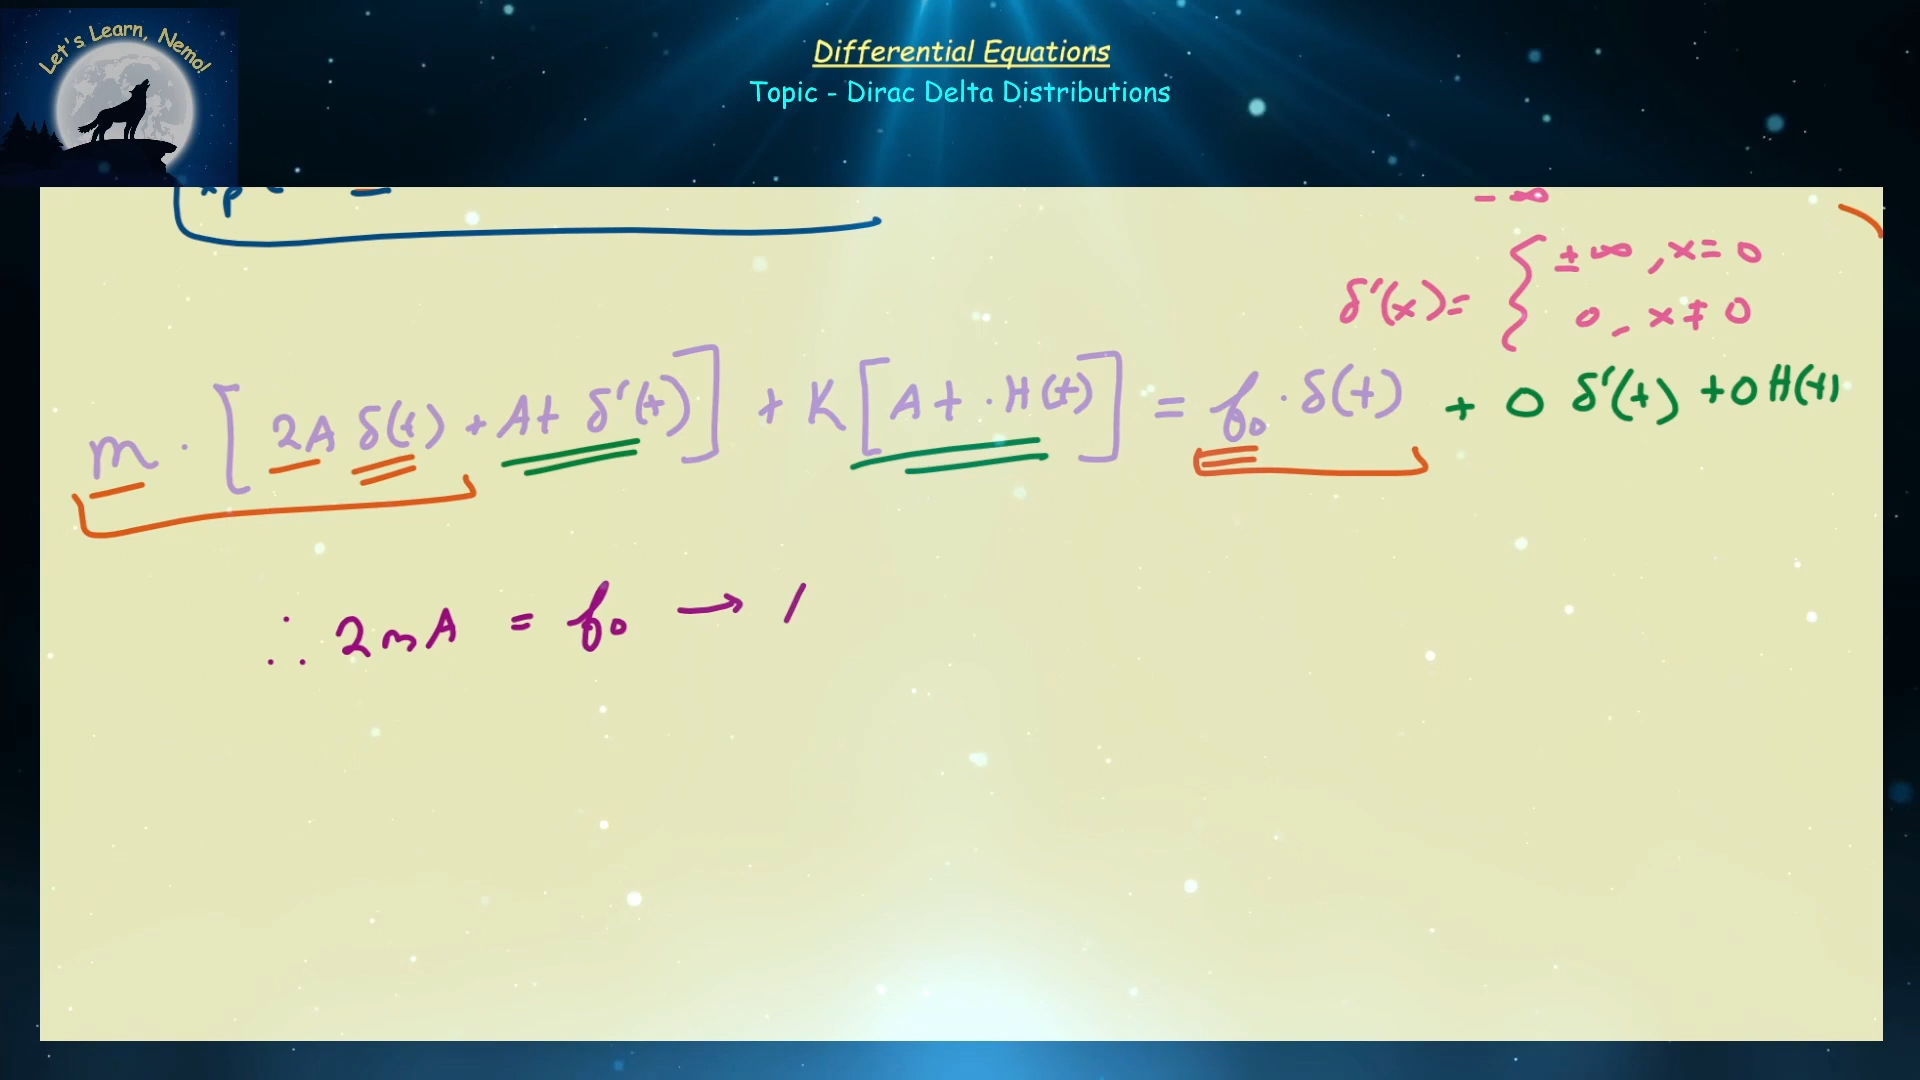 Let's Learn, Nemo!
Differential Equations
Topic - Dirac Delta Distributions
- ∞
δ'(x) = { ± ∞ , x = 0
0 , x ≠ 0
m · [ 2A δ(t) + At δ'(t) ] + K [ At · H(t) ] = f₀ · δ(t) + 0 δ'(t) + 0 H(t)
∴ 2mA = f₀ →